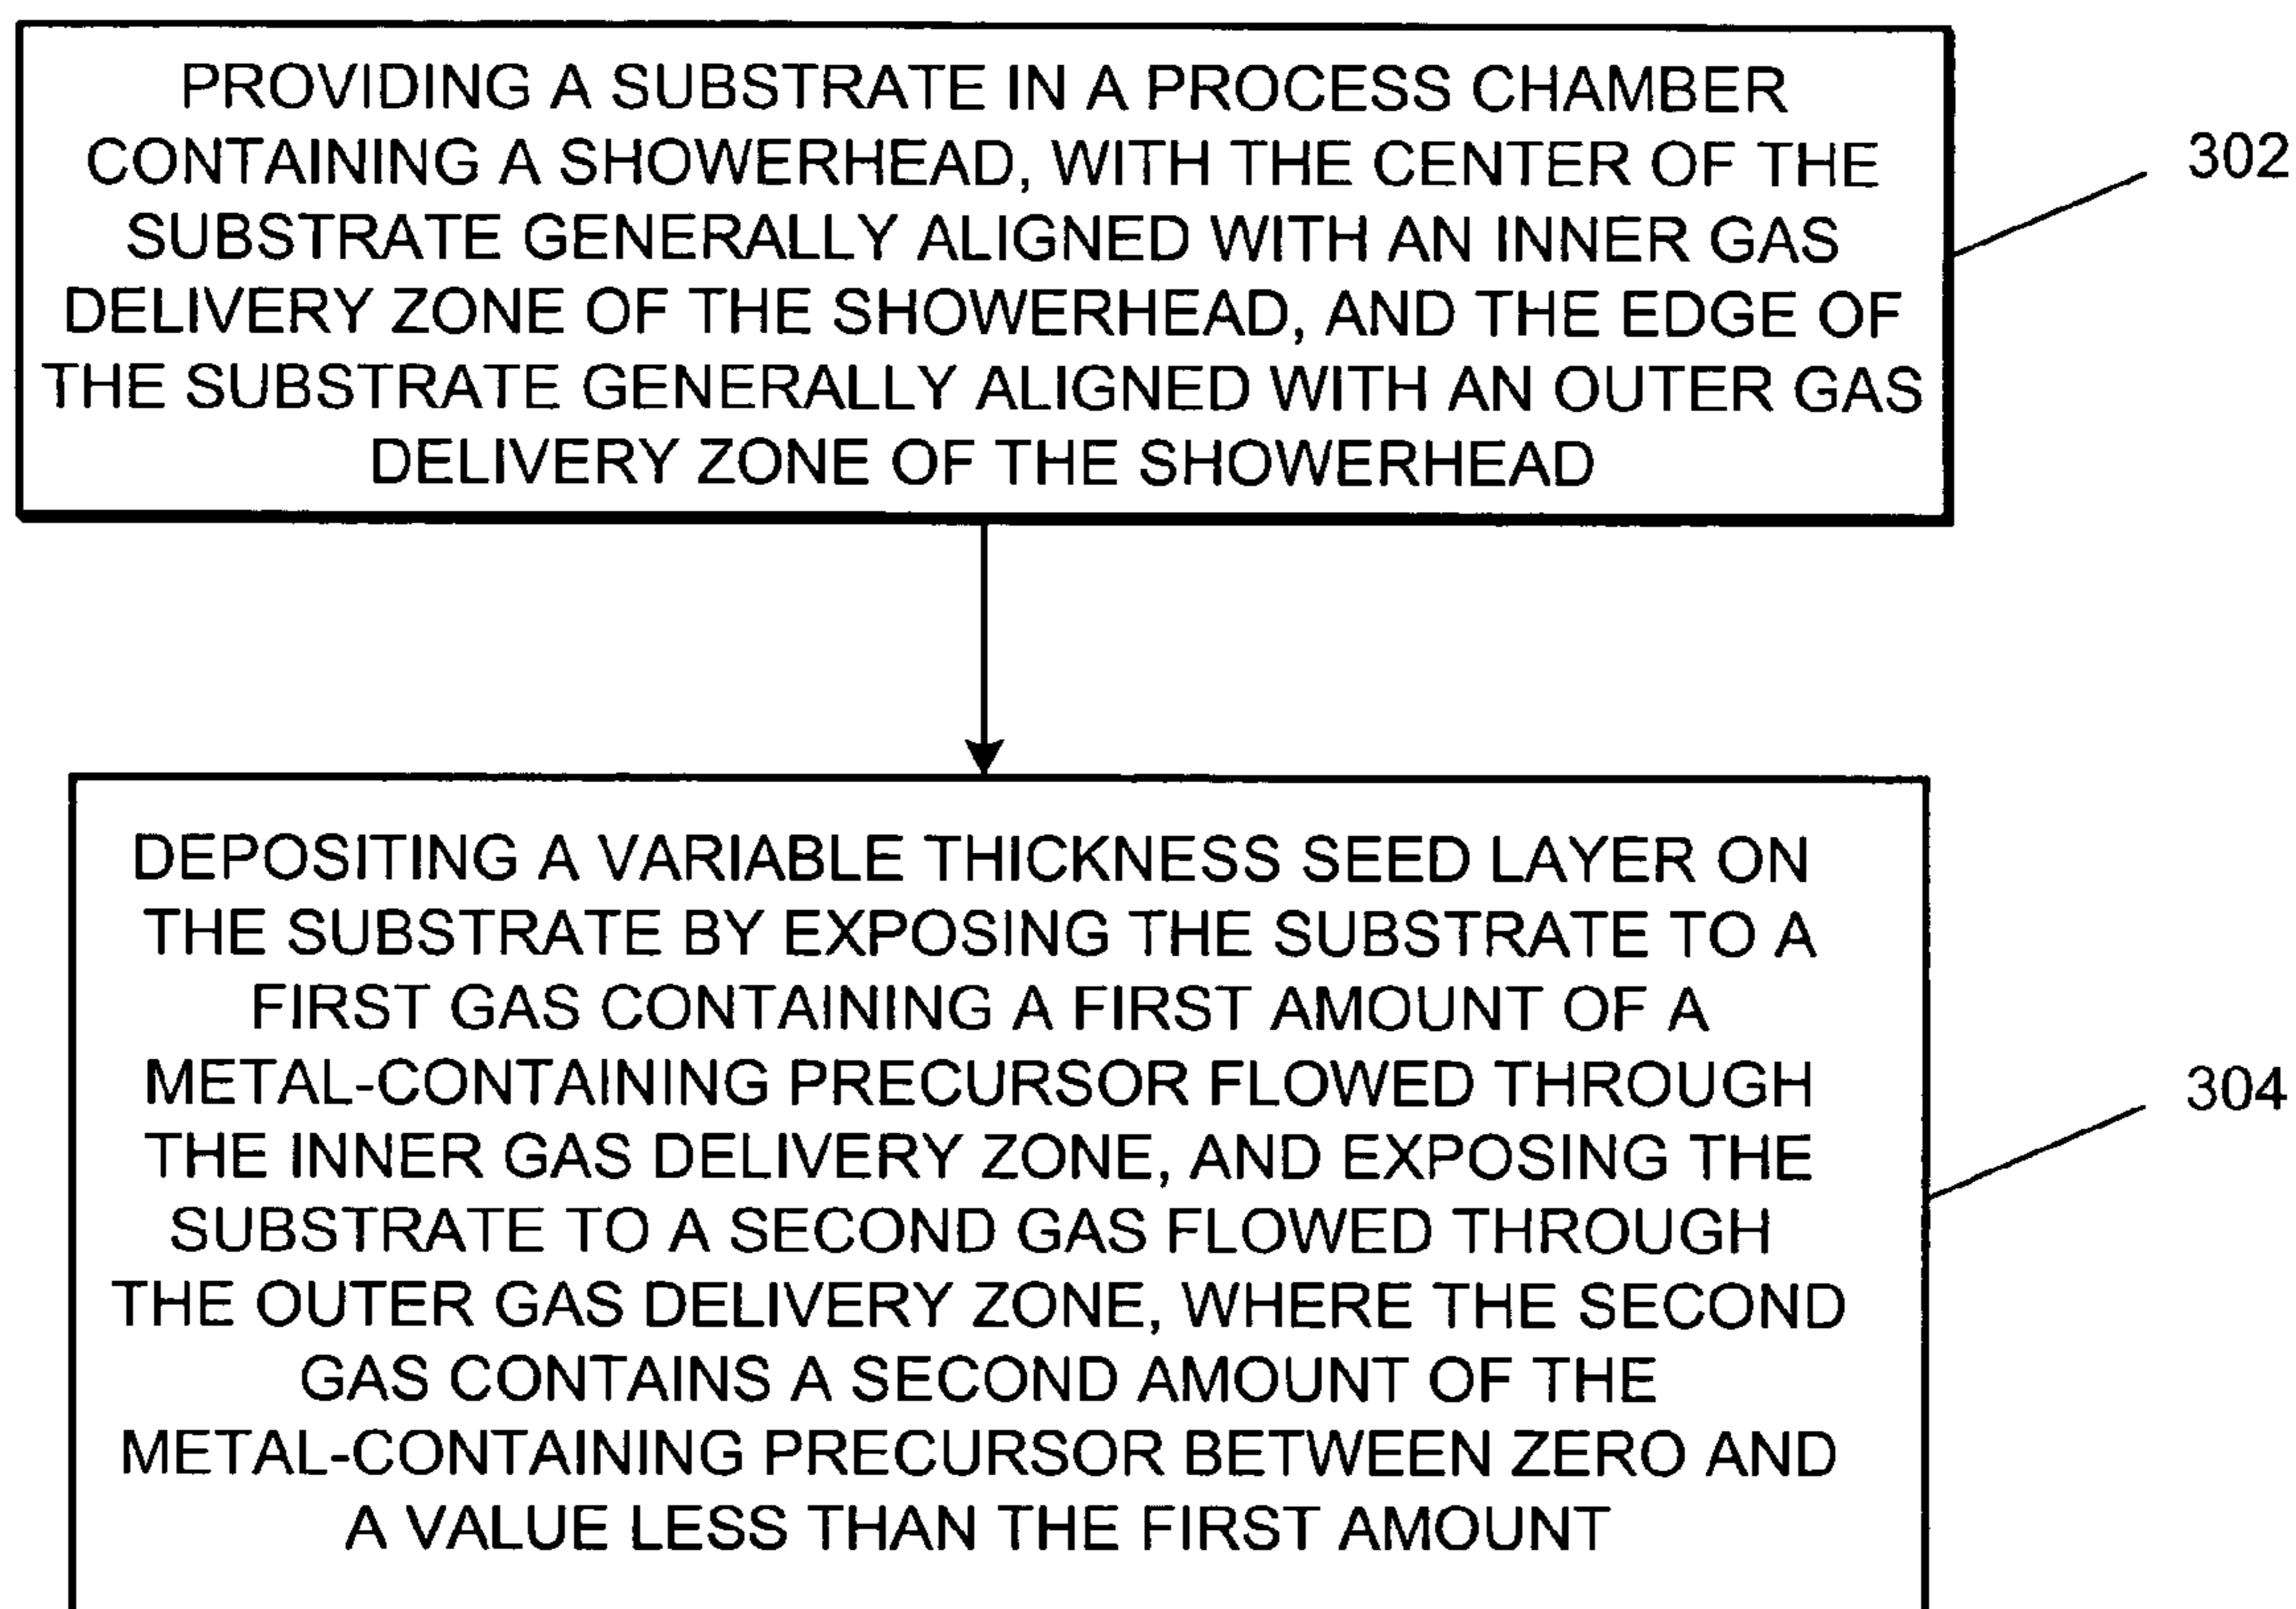 PROVIDING A SUBSTRATE IN A PROCESS CHAMBER
CONTAINING A SHOWERHEAD, WITH THE CENTER OF THE
SUBSTRATE GENERALLY ALIGNED WITH AN INNER GAS
DELIVERY ZONE OF THE SHOWERHEAD, AND THE EDGE OF
THE SUBSTRATE GENERALLY ALIGNED WITH AN OUTER GAS
DELIVERY ZONE OF THE SHOWERHEAD
302
DEPOSITING A VARIABLE THICKNESS SEED LAYER ON
THE SUBSTRATE BY EXPOSING THE SUBSTRATE TO A
FIRST GAS CONTAINING A FIRST AMOUNT OF A
METAL-CONTAINING PRECURSOR FLOWED THROUGH
THE INNER GAS DELIVERY ZONE, AND EXPOSING THE
SUBSTRATE TO A SECOND GAS FLOWED THROUGH
THE OUTER GAS DELIVERY ZONE, WHERE THE SECOND
GAS CONTAINS A SECOND AMOUNT OF THE
METAL-CONTAINING PRECURSOR BETWEEN ZERO AND
A VALUE LESS THAN THE FIRST AMOUNT
304